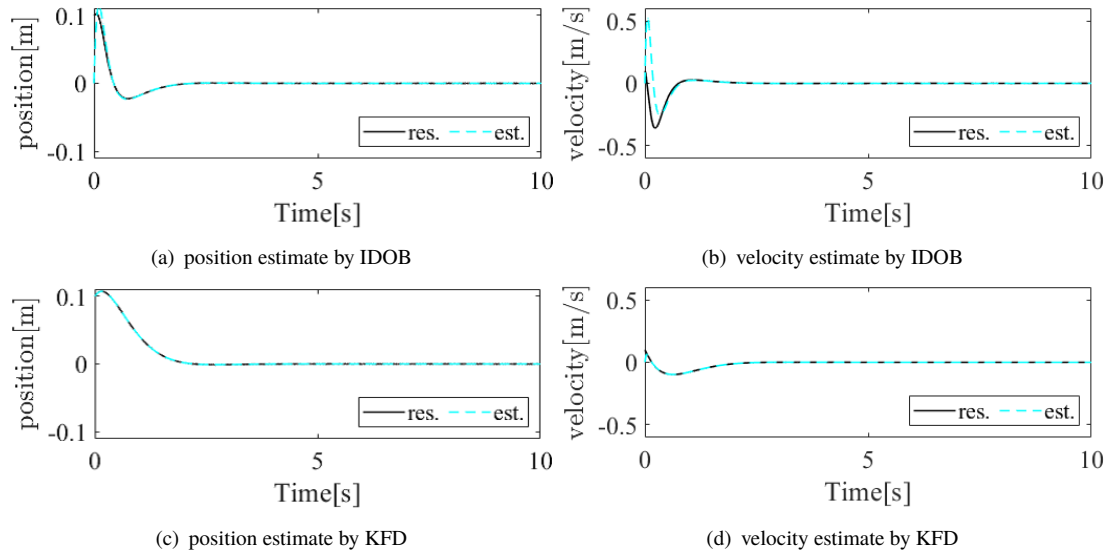 position[m]
0.1
0
-0.1
res.
est.
0
5
10
Time[s]
(a) position estimate by IDOB
velocity[m/s]
0.5
0
-0.5
res.
est.
0
5
10
Time[s]
(b) velocity estimate by IDOB
position[m]
0.1
0
-0.1
res.
est.
0
5
10
Time[s]
(c) position estimate by KFD
velocity[m/s]
0.5
0
-0.5
res.
est.
0
5
10
Time[s]
(d) velocity estimate by KFD